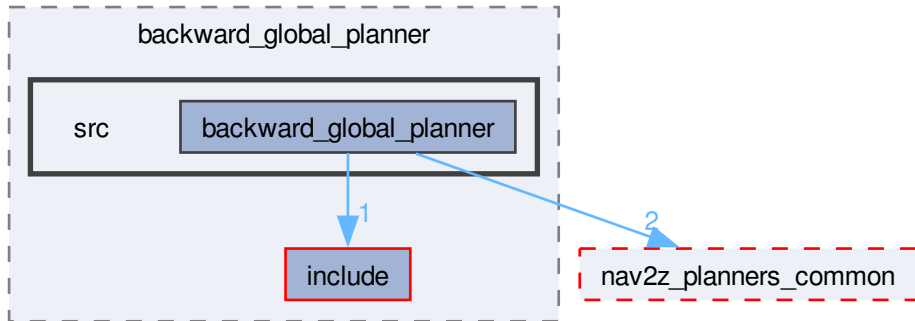 backward_global_planner
src
backward_global_planner
1
2
include
nav2z_planners_common